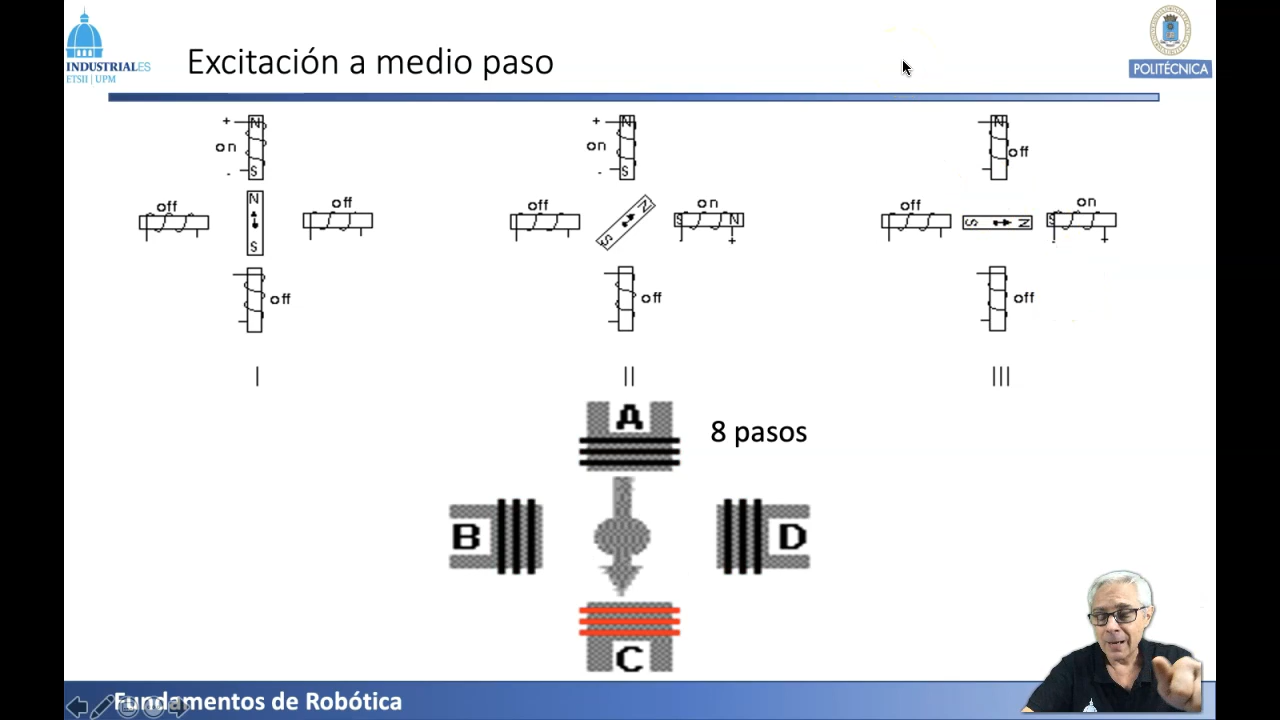 INDUSTRIALES
ETSII | UPM
Excitación a medio paso
POLITÉCNICA
+ N
on
- S
off
N
S
off
off
I
+ N
on
- S
off
N
S
on
S N
- +
off
II
N
off
off
S N
on
S
- +
off
III
A
8 pasos
B
D
C
Fundamentos de Robótica